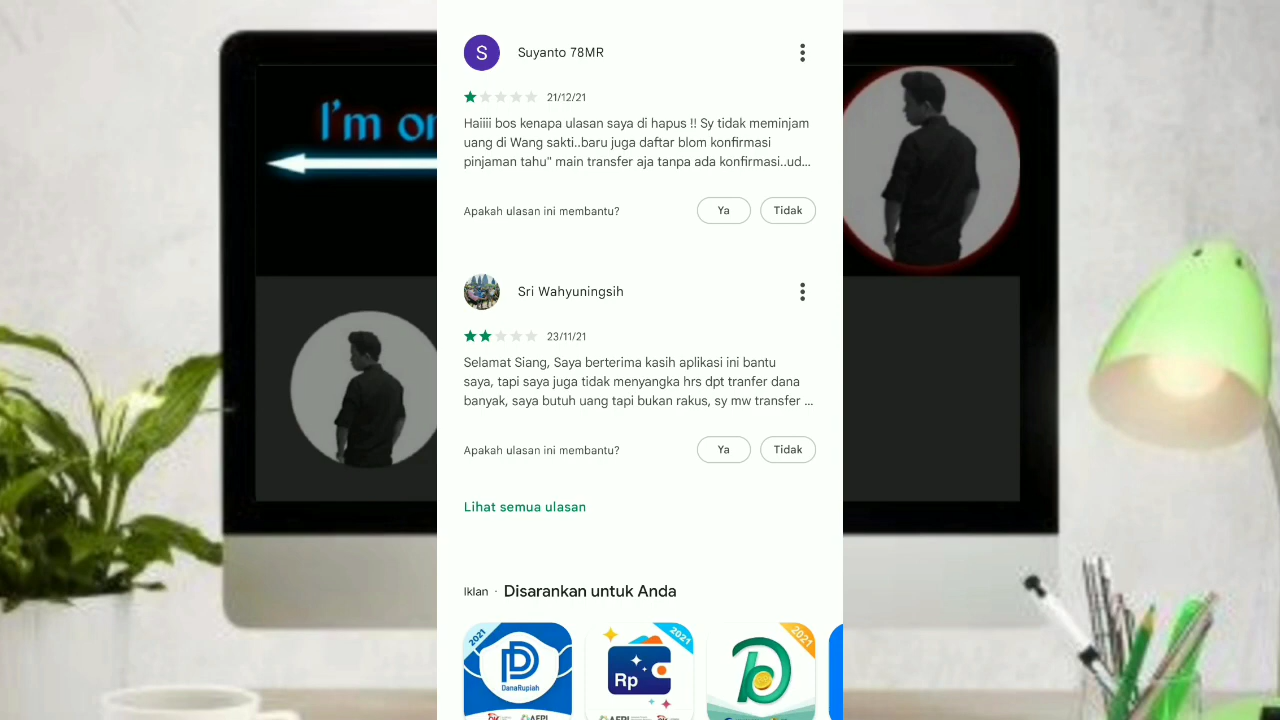 I'm on
S
Suyanto 78MR
21/12/21
Haiiii bos kenapa ulasan saya di hapus !! Sy tidak meminjam
uang di Wang sakti..baru juga daftar blom konfirmasi
pinjaman tahu" main transfer aja tanpa ada konfirmasi..ud...
Apakah ulasan ini membantu?
Ya
Tidak
Sri Wahyuningsih
23/11/21
Selamat Siang, Saya berterima kasih aplikasi ini bantu
saya, tapi saya juga tidak menyangka hrs dpt tranfer dana
banyak, saya butuh uang tapi bukan rakus, sy mw transfer ...
Apakah ulasan ini membantu?
Ya
Tidak
Lihat semua ulasan
Iklan · Disarankan untuk Anda
2021
DanaRupiah
AFPI
2021
Rp
AFPI
2021